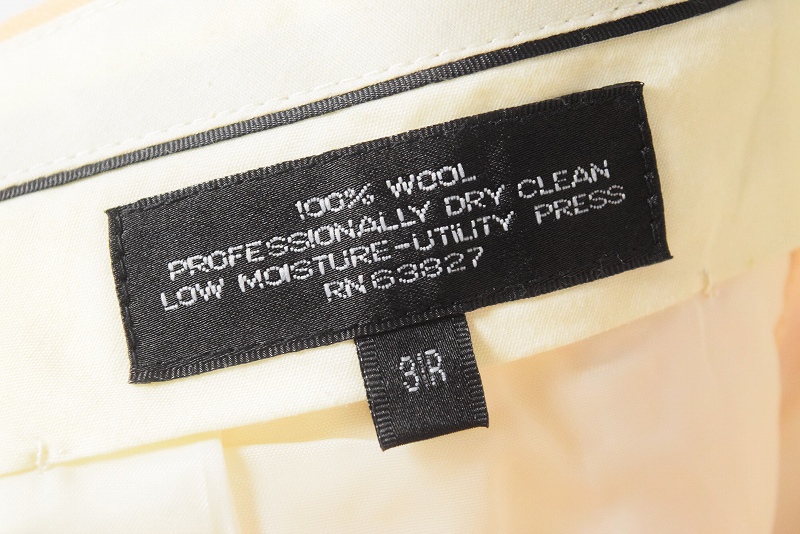 100% WOOL
PROFESSIONALLY DRY CLEAN
LOW MOISTURE-UTILITY PRESS
RN 63827
31R